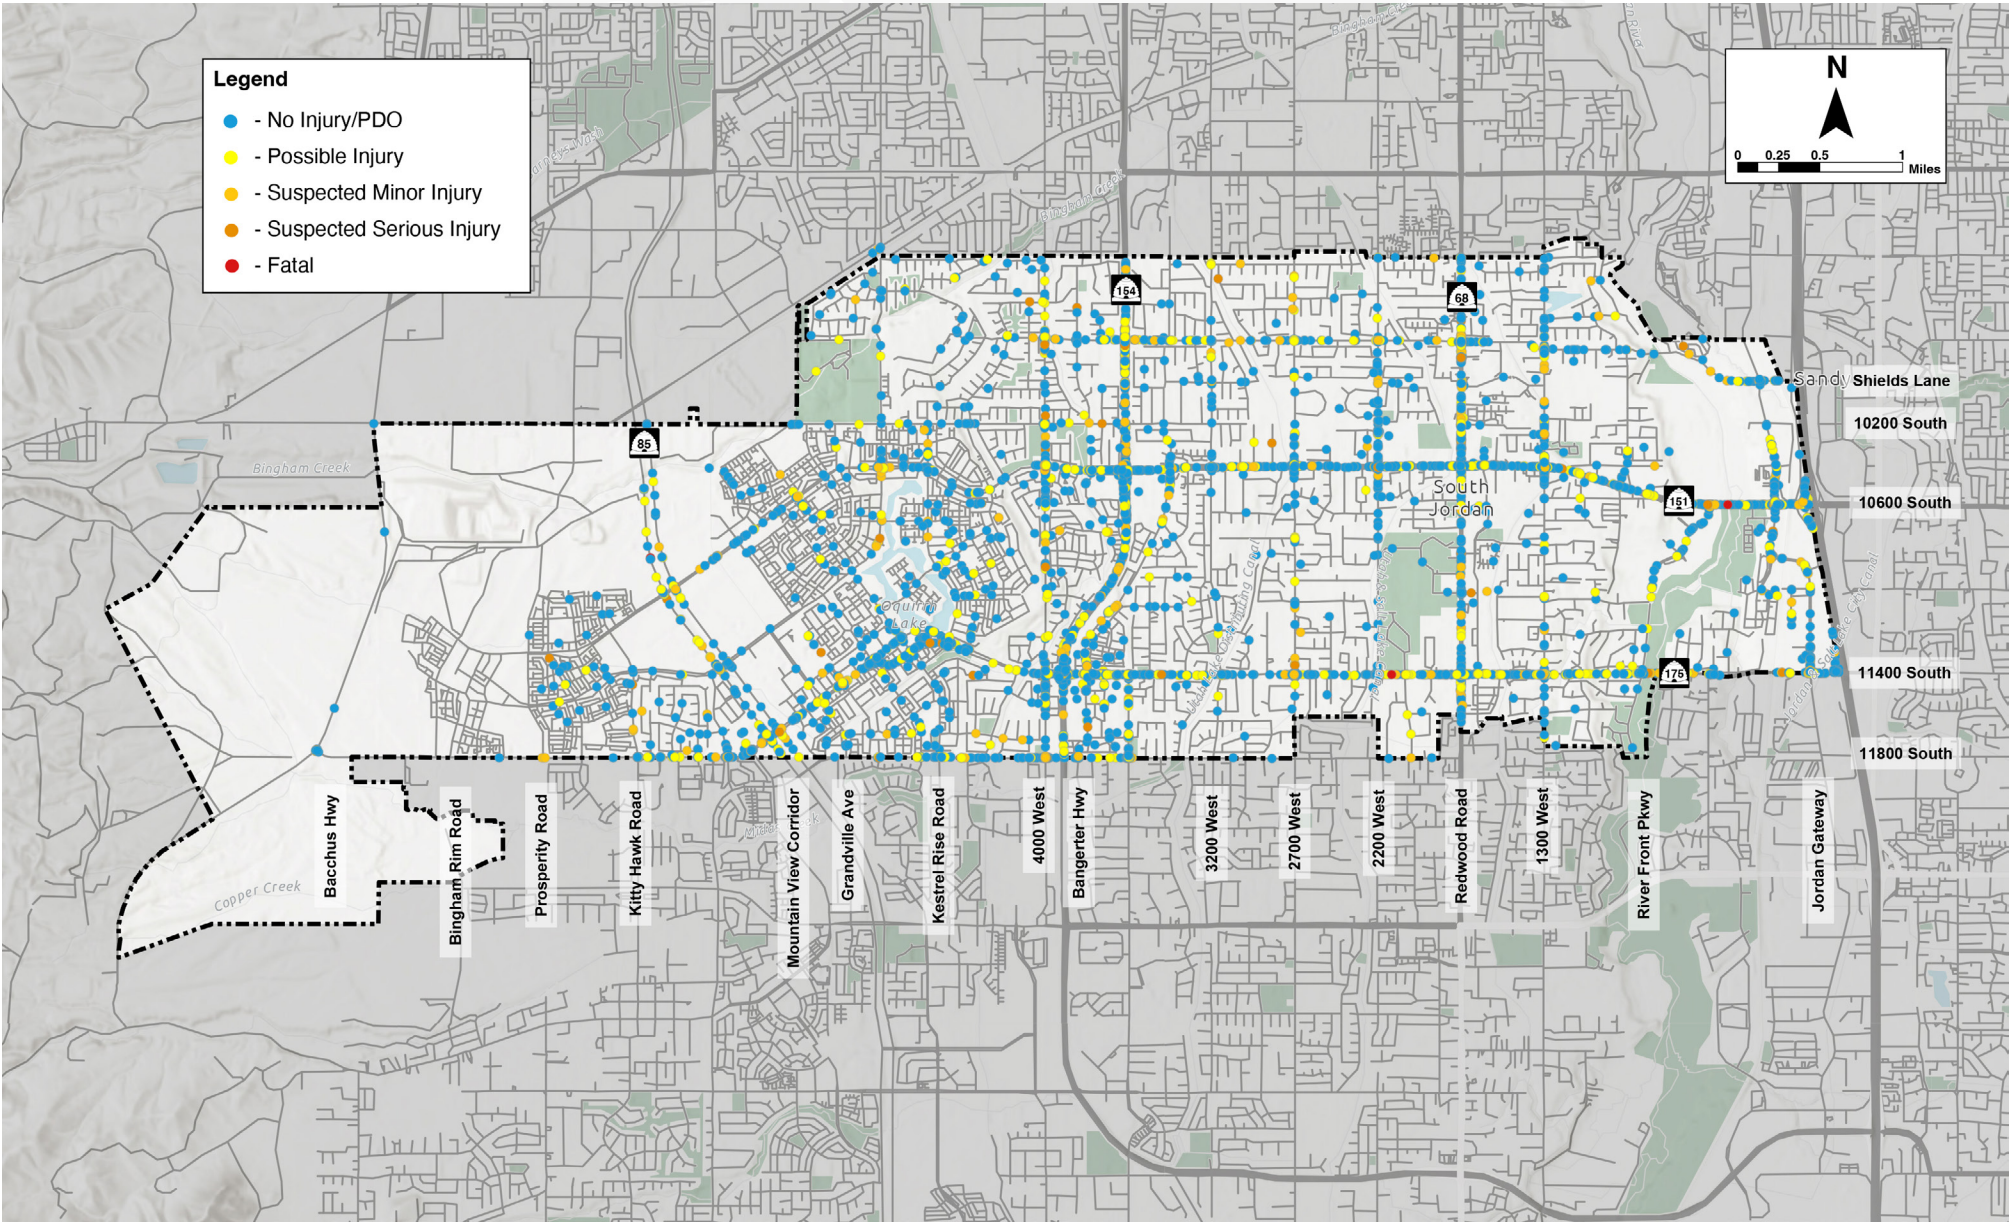 Legend
- No Injury/PDO
- Possible Injury
- Suspected Minor Injury
- Suspected Serious Injury
- Fatal
N
0 0.25 0.5 1
Miles
Bingham Creek
Bingham Creek
154
68
85
151
175
Sandy
Shields Lane
10200 South
10600 South
11400 South
11800 South
Bingham Creek
South
Jordan
Oquirrh
Lake
Copper Creek
Bacchus Hwy
Bingham Rim Road
Prosperity Road
Kitty Hawk Road
Mountain View Corridor
Grandville Ave
Kestrel Rise Road
4000 West
Bangerter Hwy
3200 West
2700 West
2200 West
Redwood Road
1300 West
River Front Pkwy
Jordan Gateway